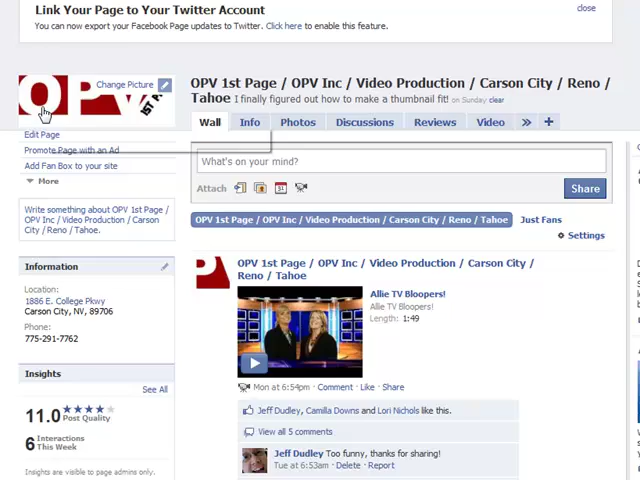 Link Your Page to Your Twitter Account
close
You can now export your Facebook Page updates to Twitter. Click here to enable this feature.
OPV
1ST PA
Change Picture
OPV 1st Page / OPV Inc / Video Production / Carson City / Reno /
Tahoe I finally figured out how to make a thumbnail fit! on Sunday clear
Wall Info Photos Discussions Reviews Video » +
Edit Page
Promote Page with an Ad
Add Fan Box to your site
More
What's on your mind?
Attach
31
Share
Write something about OPV 1st Page /
OPV Inc / Video Production / Carson
City / Reno / Tahoe.
OPV 1st Page / OPV Inc / Video Production / Carson City / Reno / Tahoe Just Fans
Settings
Information
Location:
1886 E. College Pkwy
Carson City, NV, 89706
Phone:
775-291-7762
OPV 1st Page / OPV Inc / Video Production / Carson City /
Reno / Tahoe
Allie TV Bloopers!
Allie TV Bloopers!
Length: 1:49
Insights
See All
11.0 Post Quality
6 Interactions
This Week
Insights are visible to page admins only.
Mon at 6:54pm · Comment · Like · Share
Jeff Dudley, Camilla Downs and Lori Nichols like this.
View all 5 comments
Jeff Dudley Too funny, thanks for sharing!
Tue at 6:53am · Delete · Report